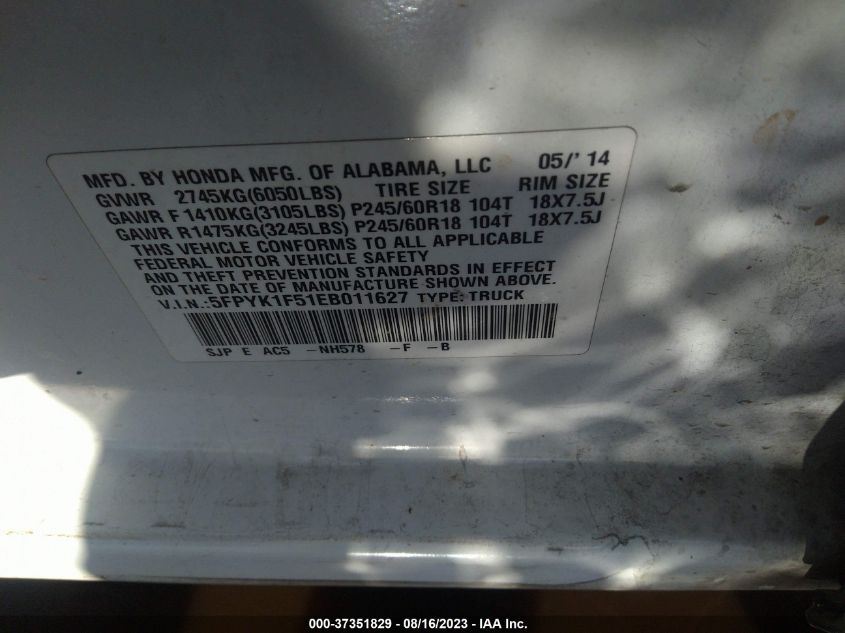 MFD. BY HONDA MFG. OF ALABAMA, LLC 05/' 14
GVWR 2745KG(6050LBS) TIRE SIZE RIM SIZE
GAWR F 1410KG(3105LBS) P245/60R18 104T 18X7.5J
GAWR R1475KG(3245LBS) P245/60R18 104T 18X7.5J
THIS VEHICLE CONFORMS TO ALL APPLICABLE
FEDERAL MOTOR VEHICLE SAFETY
AND THEFT PREVENTION STANDARDS IN EFFECT
ON THE DATE OF MANUFACTURE SHOWN ABOVE.
V.I.N.:5FPYK1F51EB011627 TYPE: TRUCK
SJP E AC5 -NH578 -F -B
000-37351829 - 08/16/2023 - IAA Inc.